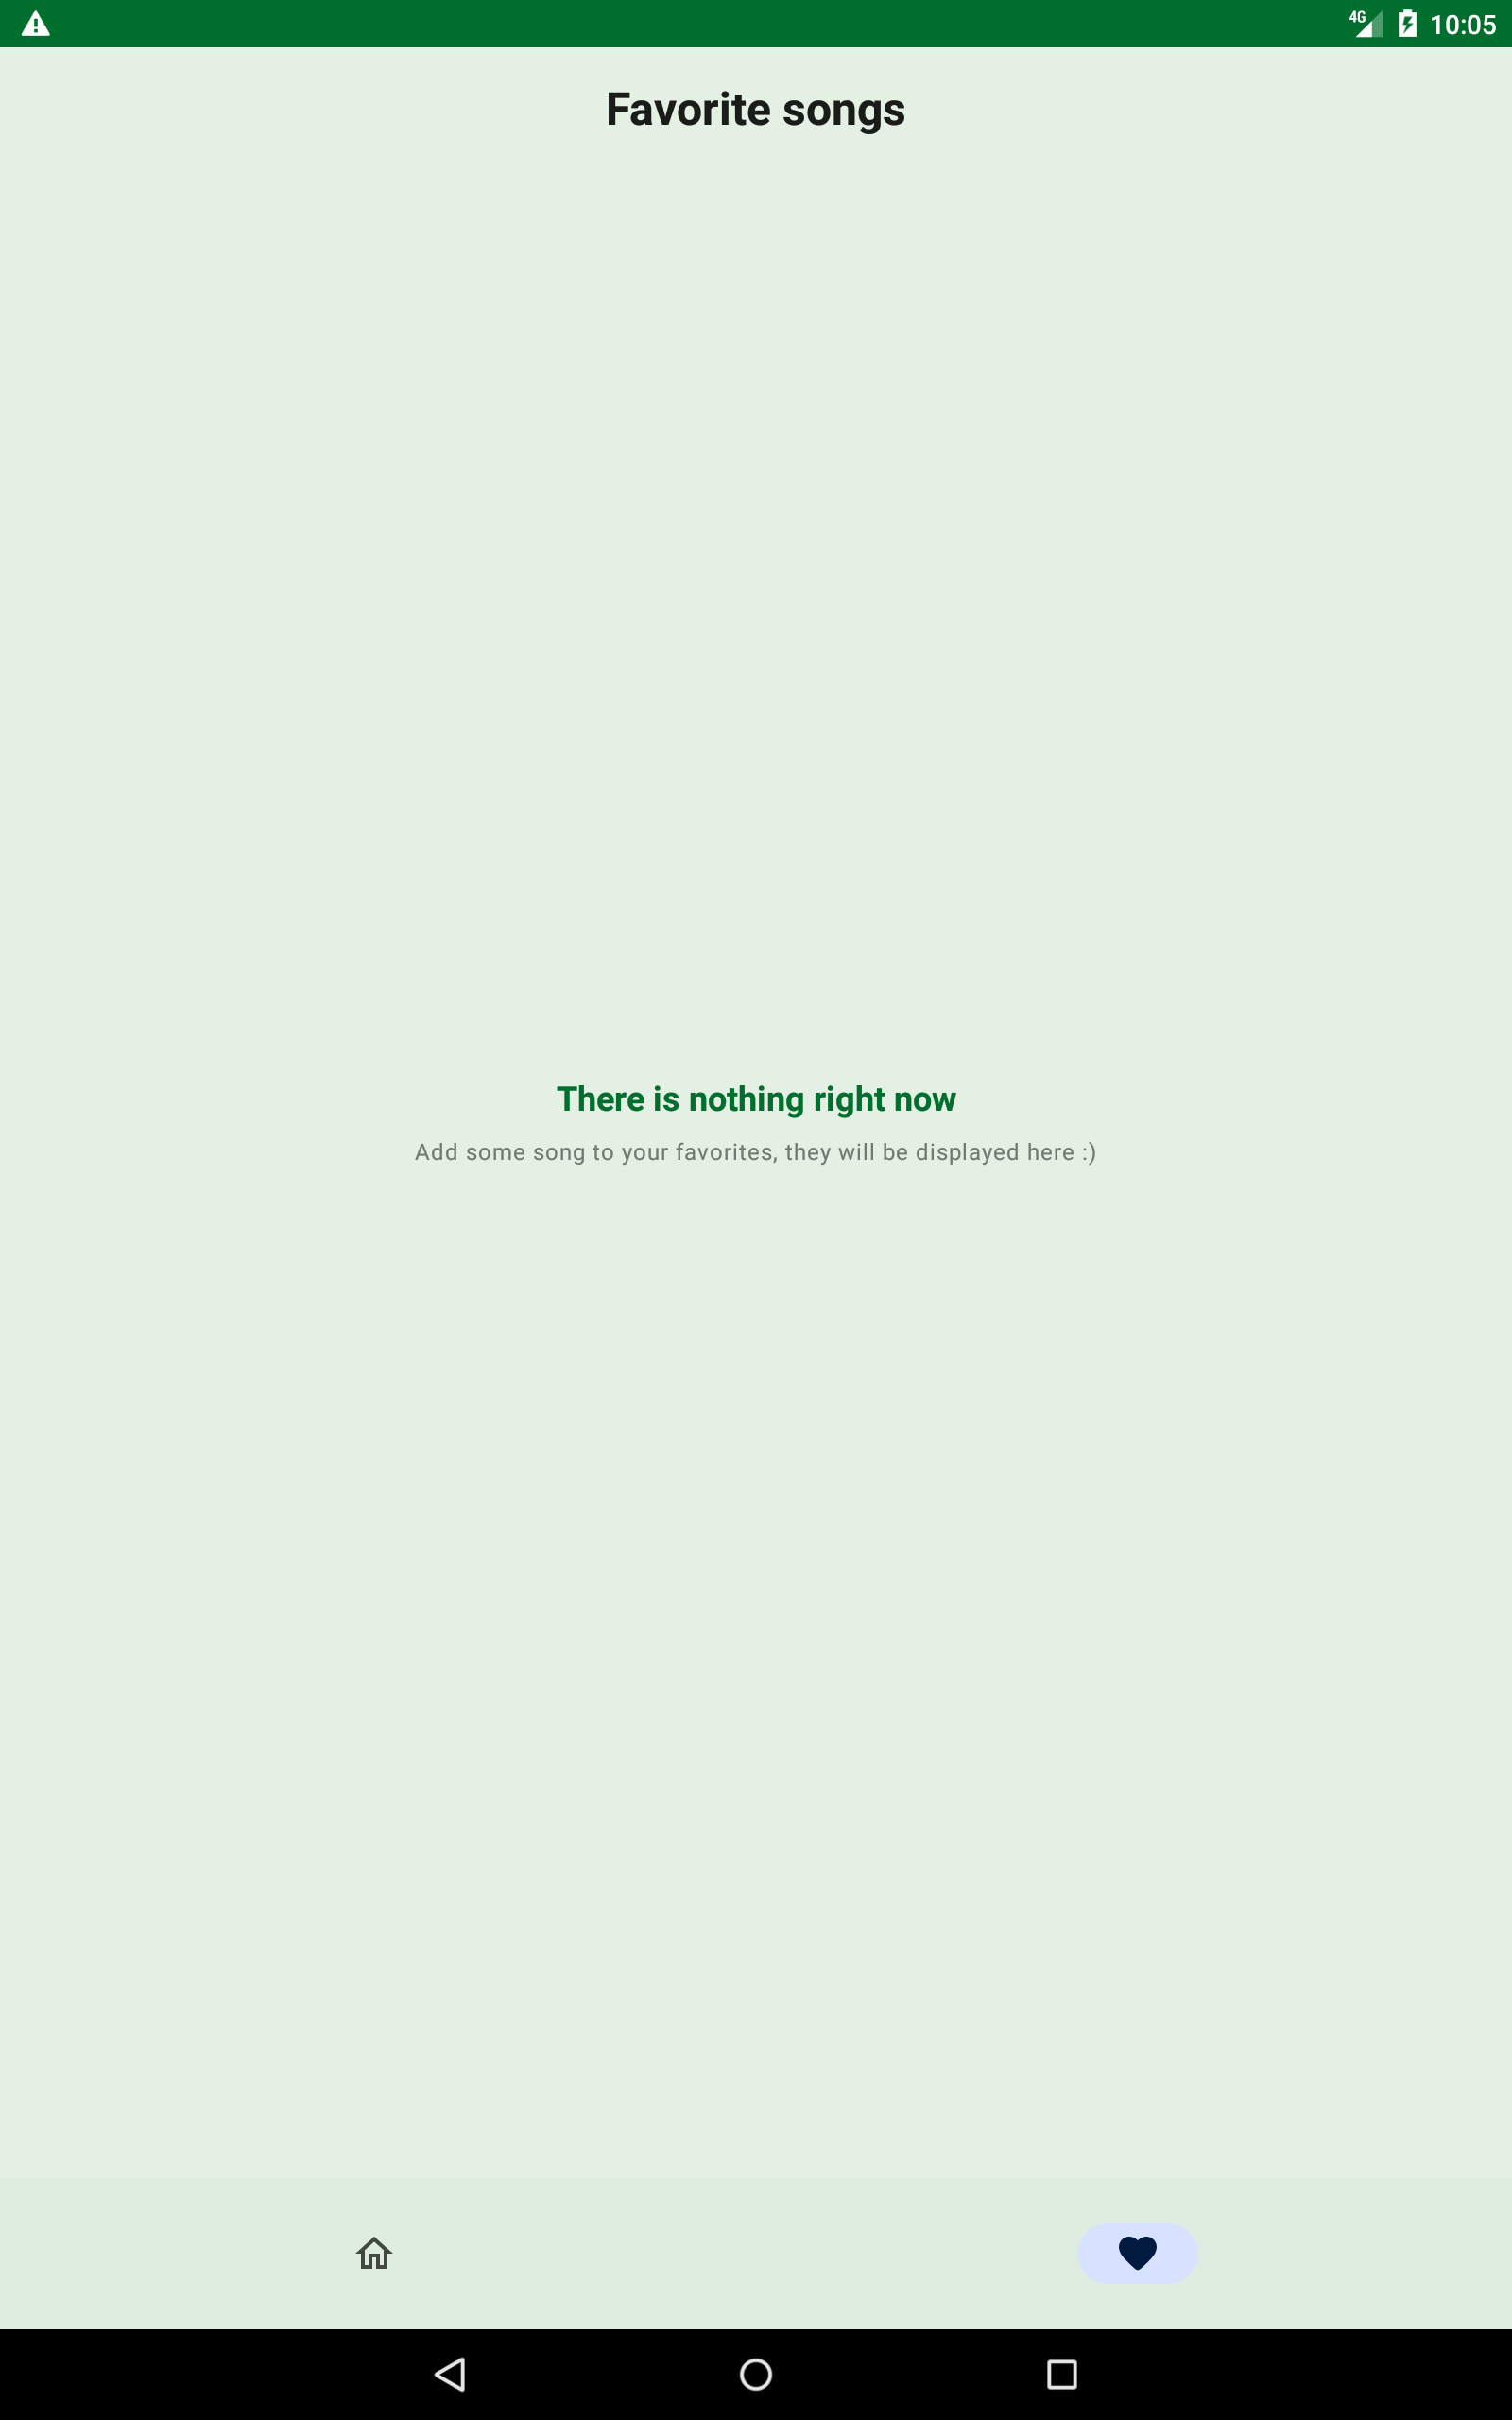 4G 10:05
Favorite songs
There is nothing right now
Add some song to your favorites, they will be displayed here :)